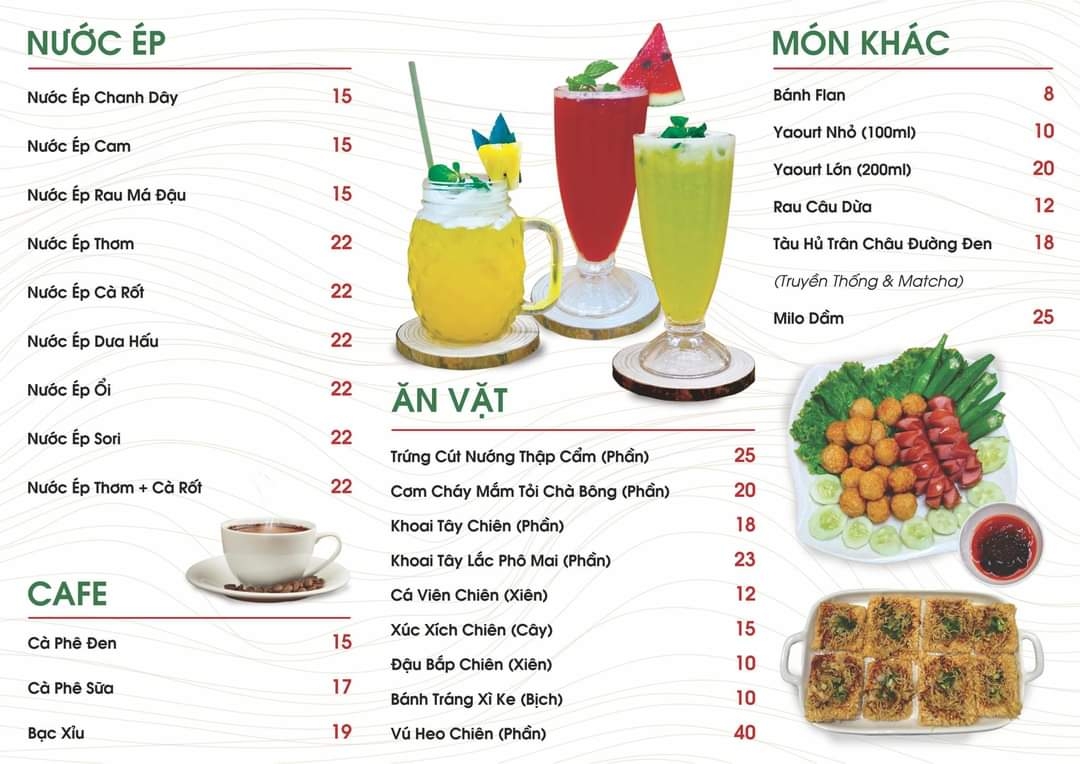 NƯỚC ÉP
Nước Ép Chanh Dây 15
Nước Ép Cam 15
Nước Ép Rau Má Đậu 15
Nước Ép Thơm 22
Nước Ép Cà Rốt 22
Nước Ép Dưa Hấu 22
Nước Ép Ổi 22
Nước Ép Sori 22
Nước Ép Thơm + Cà Rốt 22
CAFE
Cà Phê Đen 15
Cà Phê Sữa 17
Bạc Xỉu 19
ĂN VẶT
Trứng Cút Nướng Thập Cẩm (Phần) 25
Cơm Cháy Mắm Tỏi Chà Bông (Phần) 20
Khoai Tây Chiên (Phần) 18
Khoai Tây Lắc Phô Mai (Phần) 23
Cá Viên Chiên (Xiên) 12
Xúc Xích Chiên (Cây) 15
Đậu Bắp Chiên (Xiên) 10
Bánh Tráng Xì Ke (Bịch) 10
Vú Heo Chiên (Phần) 40
MÓN KHÁC
Bánh Flan 8
Yaourt Nhỏ (100ml) 10
Yaourt Lớn (200ml) 20
Rau Câu Dừa 12
Tàu Hủ Trân Châu Đường Đen 18
(Truyền Thống & Matcha)
Milo Dầm 25